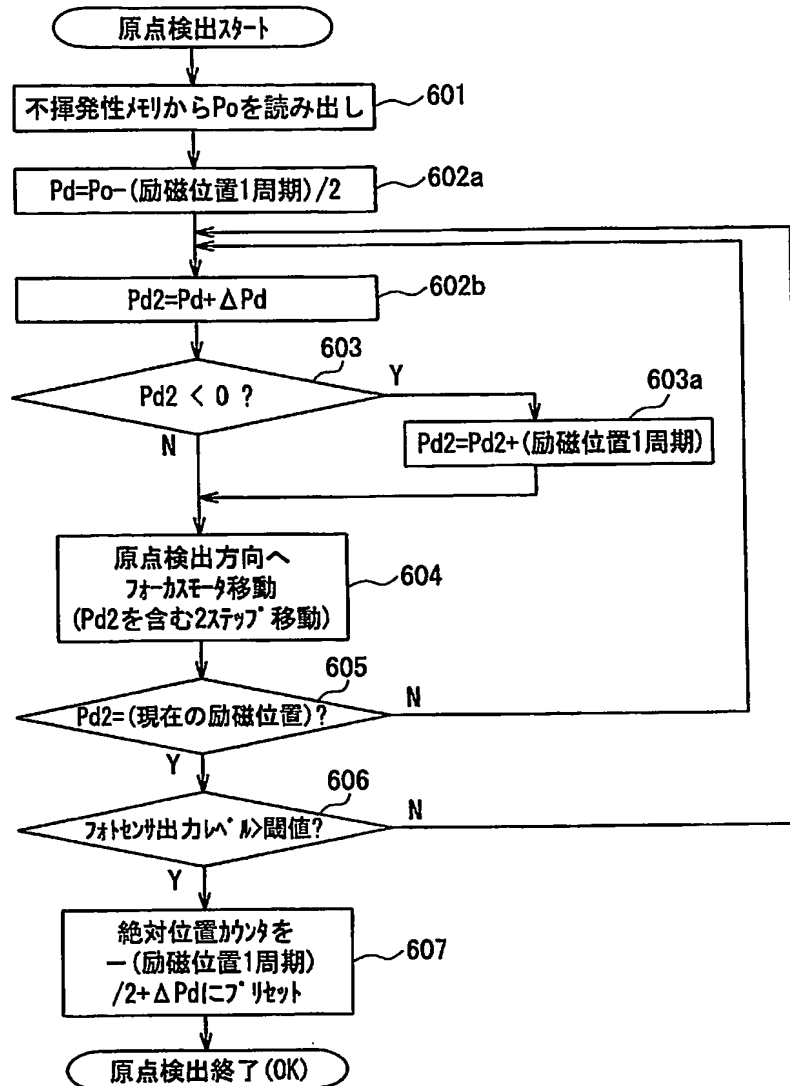 原点検出ｽﾀｰﾄ
不揮発性ﾒﾓﾘからPoを読み出し
601
Pd=Po-(励磁位置1周期)/2
602a
Pd2=Pd+ΔPd
602b
603
Pd2 < 0 ?
Y
N
603a
Pd2=Pd2+(励磁位置1周期)
原点検出方向へ
ﾌｫｰｶｽﾓｰﾀ移動
(Pd2を含む2ｽﾃｯﾌﾟ移動)
604
605
Pd2=(現在の励磁位置)?
N
Y
606
ﾌｫﾄｾﾝｻ出力ﾚﾍﾞﾙ>閾値?
N
Y
絶対位置ｶｳﾝﾀを
－(励磁位置1周期)
/2+ΔPdにﾌﾟﾘｾｯﾄ
607
原点検出終了(OK)